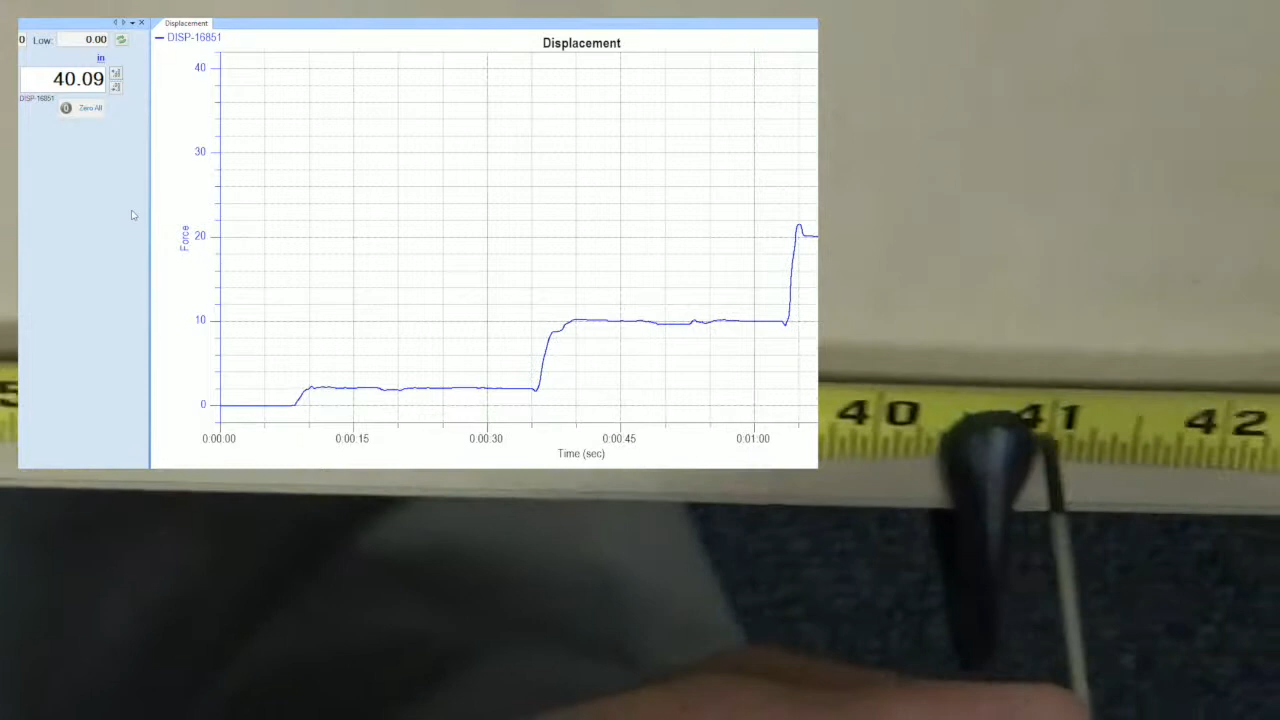 Displacement
0 Low: 0.00
in
40.09
DISP-16851
0 Zero All
DISP-16851
Displacement
40
30
20
10
0
Force
0:00:00 0:00:15 0:00:30 0:00:45 0:01:00
Time (sec)
5 40 41 42